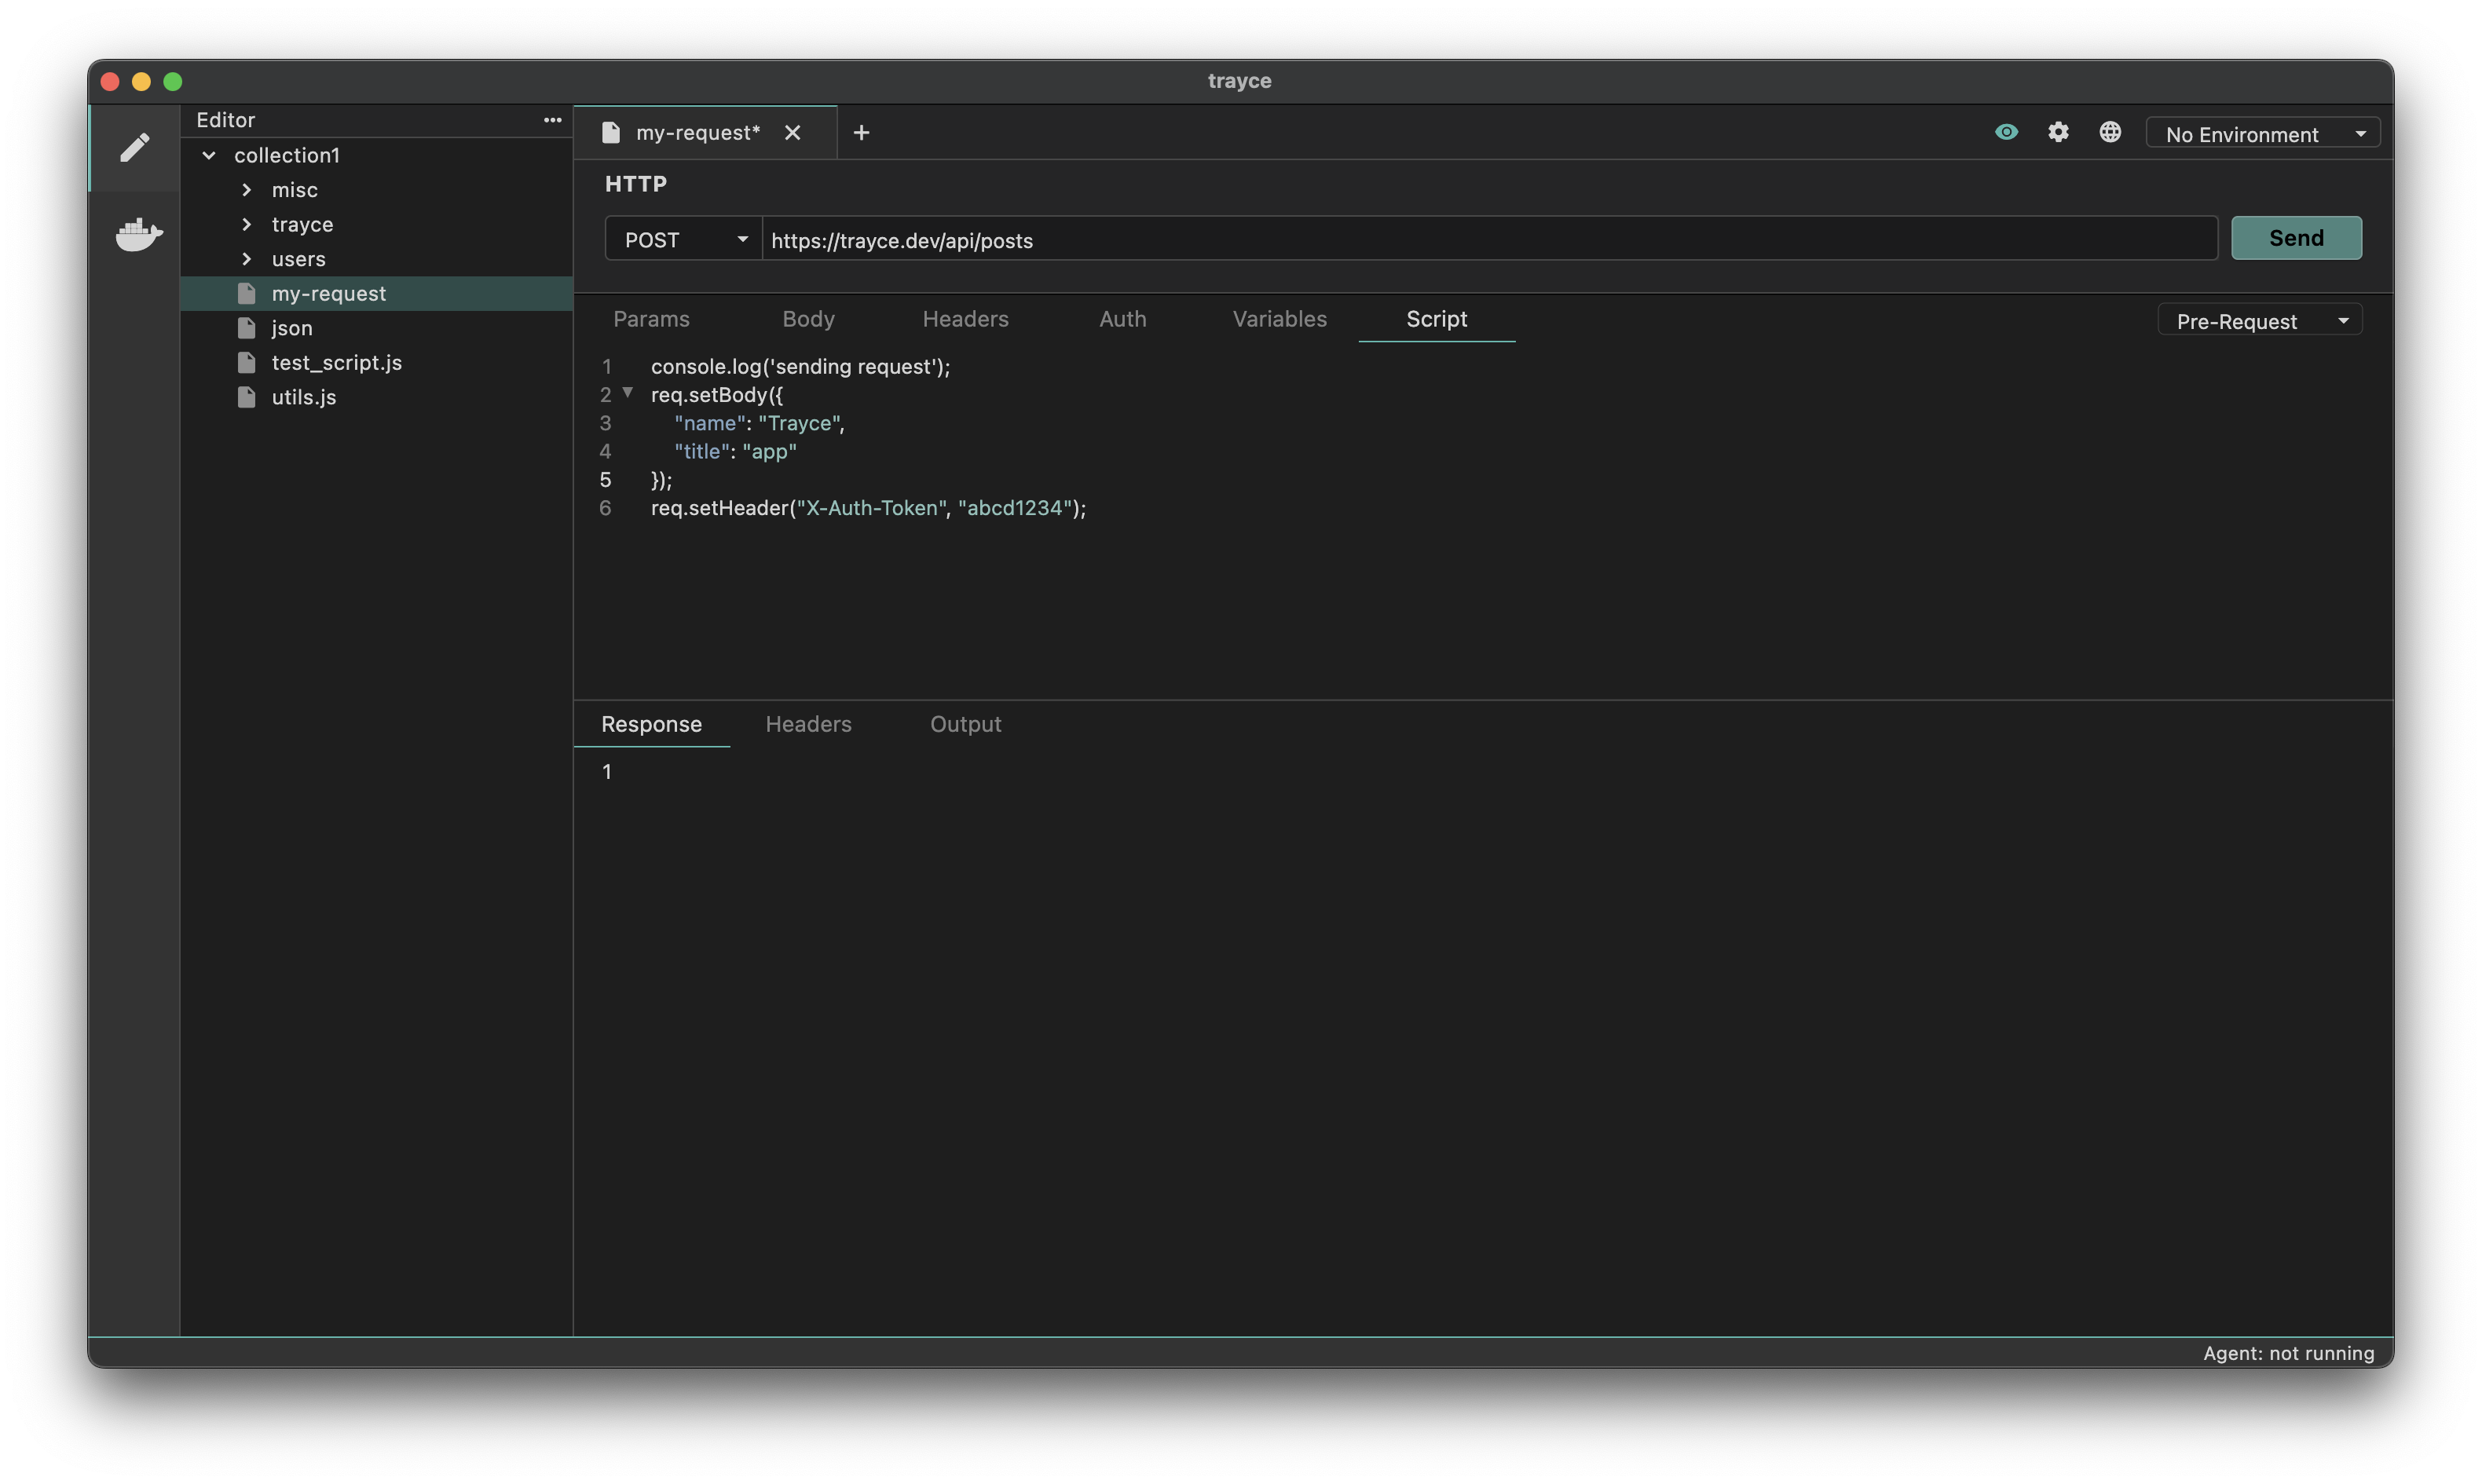 trayce
Editor
collection1
misc
trayce
users
my-request
json
test_script.js
utils.js
my-request*
No Environment
HTTP
POST
https://trayce.dev/api/posts
Send
Params Body Headers Auth Variables Script
Pre-Request
1 console.log('sending request');
2 req.setBody({
3 "name": "Trayce",
4 "title": "app"
5 });
6 req.setHeader("X-Auth-Token", "abcd1234");
Response Headers Output
1
Agent: not running